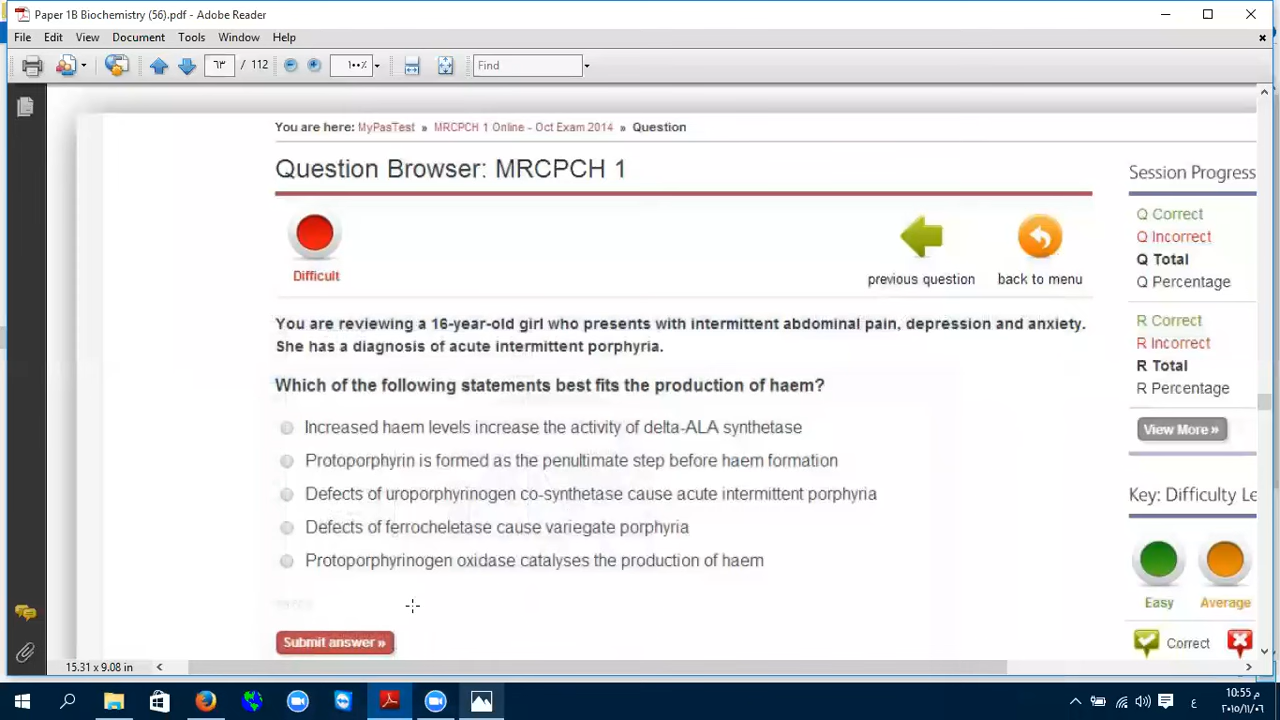 Paper 1B Biochemistry (56).pdf - Adobe Reader
File Edit View Document Tools Window Help
٦٣ / 112 ١٠٠٪ Find
You are here: MyPasTest » MRCPCH 1 Online - Oct Exam 2014 » Question
Question Browser: MRCPCH 1
Difficult
previous question
back to menu
You are reviewing a 16-year-old girl who presents with intermittent abdominal pain, depression and anxiety.
She has a diagnosis of acute intermittent porphyria.
Which of the following statements best fits the production of haem?
Increased haem levels increase the activity of delta-ALA synthetase
Protoporphyrin is formed as the penultimate step before haem formation
Defects of uroporphyrinogen co-synthetase cause acute intermittent porphyria
Defects of ferrocheletase cause variegate porphyria
Protoporphyrinogen oxidase catalyses the production of haem
Submit answer »
Session Progress
Q Correct
Q Incorrect
Q Total
Q Percentage
R Correct
R Incorrect
R Total
R Percentage
View More »
Key: Difficulty Le
Easy
Average
Correct
15.31 x 9.08 in
ع
10:55 م
٢٠١٥/١١/٠٦